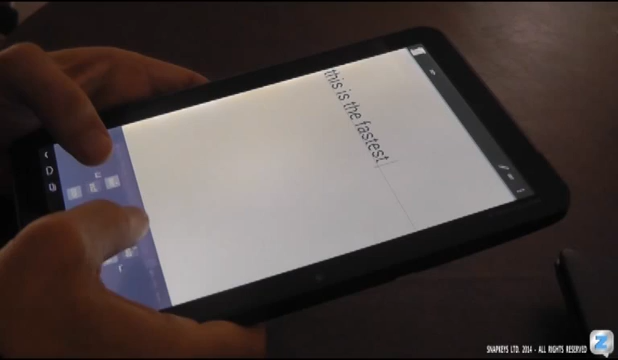 this is the fastest
SNAPKEYS LTD. 2014 - ALL RIGHTS RESERVED
Z